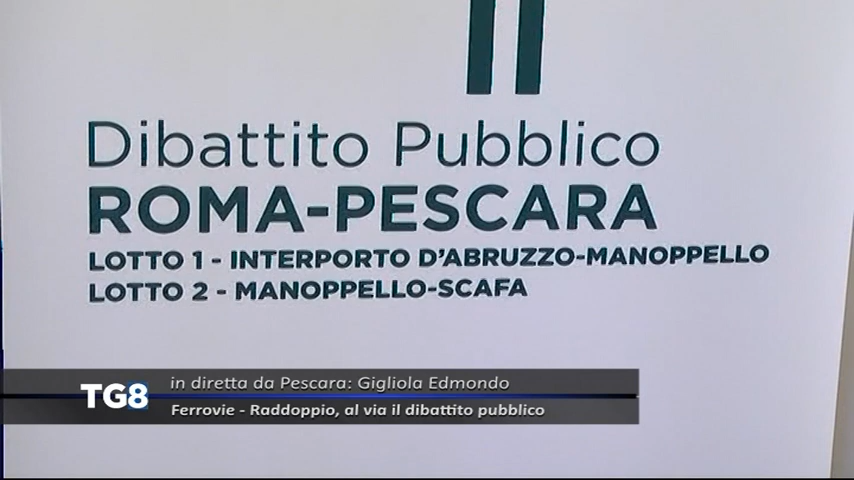 Dibattito Pubblico
ROMA-PESCARA
LOTTO 1 - INTERPORTO D'ABRUZZO-MANOPPELLO
LOTTO 2 - MANOPPELLO-SCAFA
TG8
in diretta da Pescara: Gigliola Edmondo
Ferrovie - Raddoppio, al via il dibattito pubblico